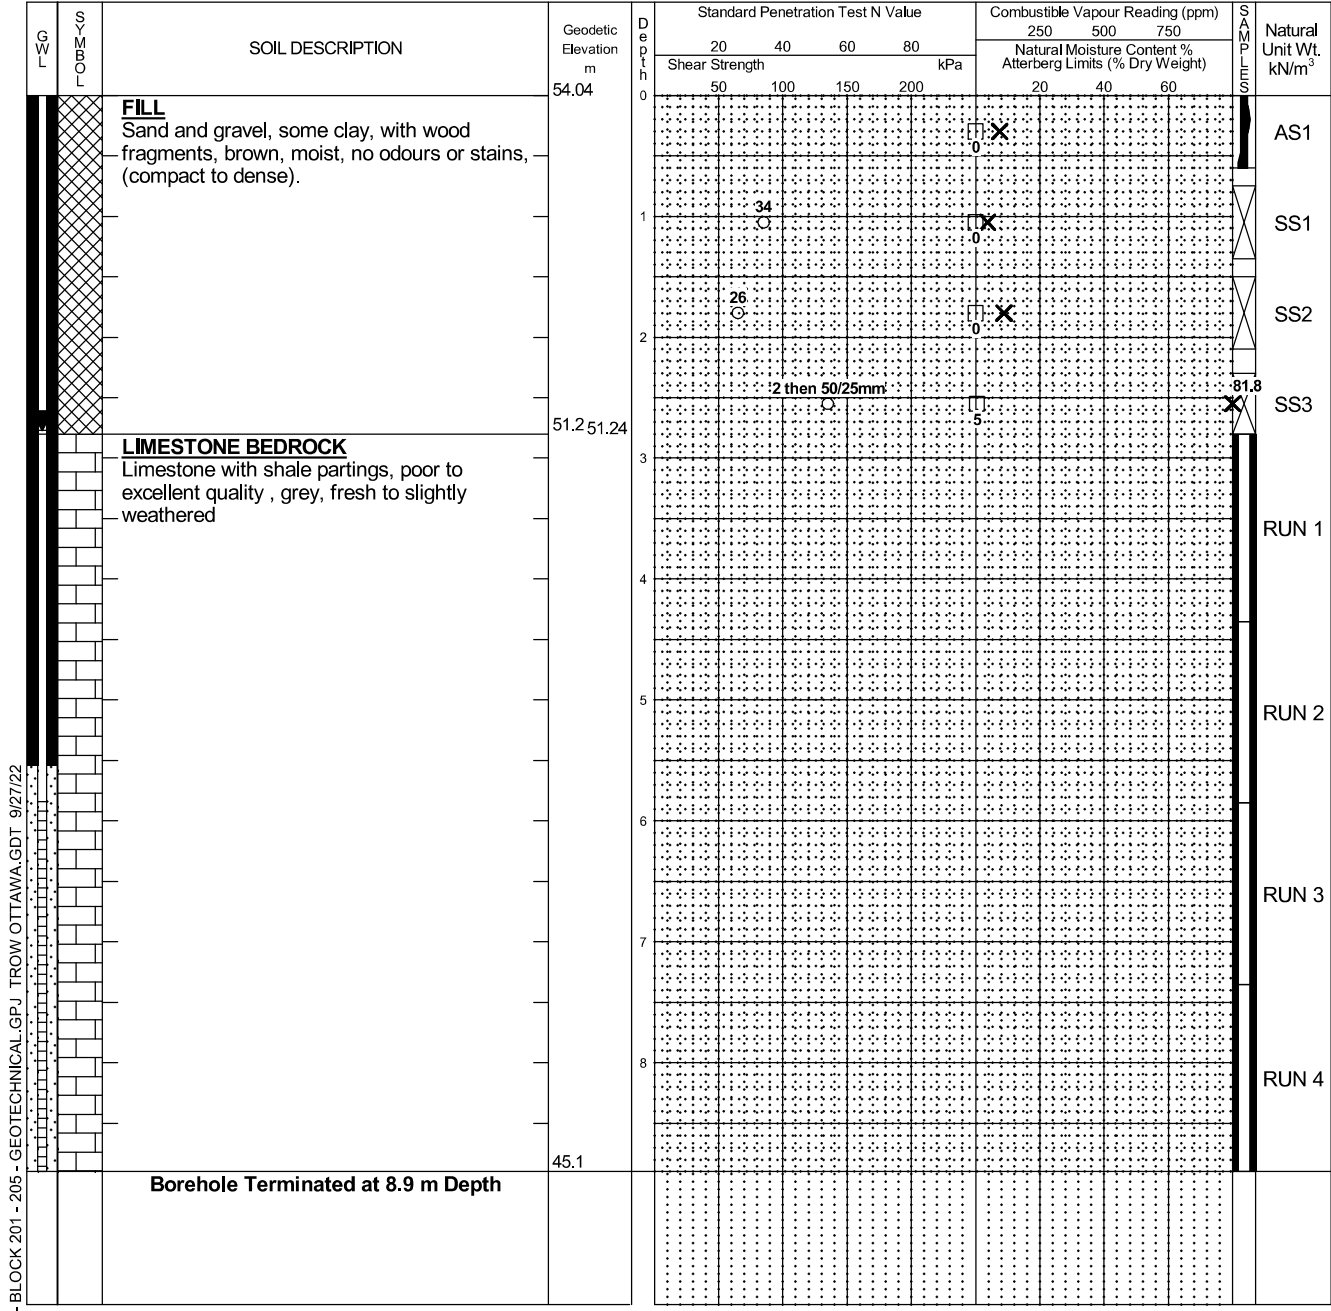 GWL
SYMBOL
SOIL DESCRIPTION
Geodetic
Elevation
m
54.04
Depth
Standard Penetration Test N Value
20 40 60 80
Shear Strength kPa
50 100 150 200
Combustible Vapour Reading (ppm)
250 500 750
Natural Moisture Content %
Atterberg Limits (% Dry Weight)
20 40 60
SAMPLES
Natural
Unit Wt.
kN/m³
0
FILL
Sand and gravel, some clay, with wood
fragments, brown, moist, no odours or stains,
(compact to dense).
0
AS1
34
1
0
SS1
26
0
SS2
2
2 then 50/25mm
81.8
5
SS3
51.2 51.24
LIMESTONE BEDROCK
Limestone with shale partings, poor to
excellent quality , grey, fresh to slightly
weathered
3
RUN 1
4
5
RUN 2
6
RUN 3
7
8
RUN 4
45.1
Borehole Terminated at 8.9 m Depth
- BLOCK 201 - 205 - GEOTECHNICAL.GPJ TROW OTTAWA.GDT 9/27/22